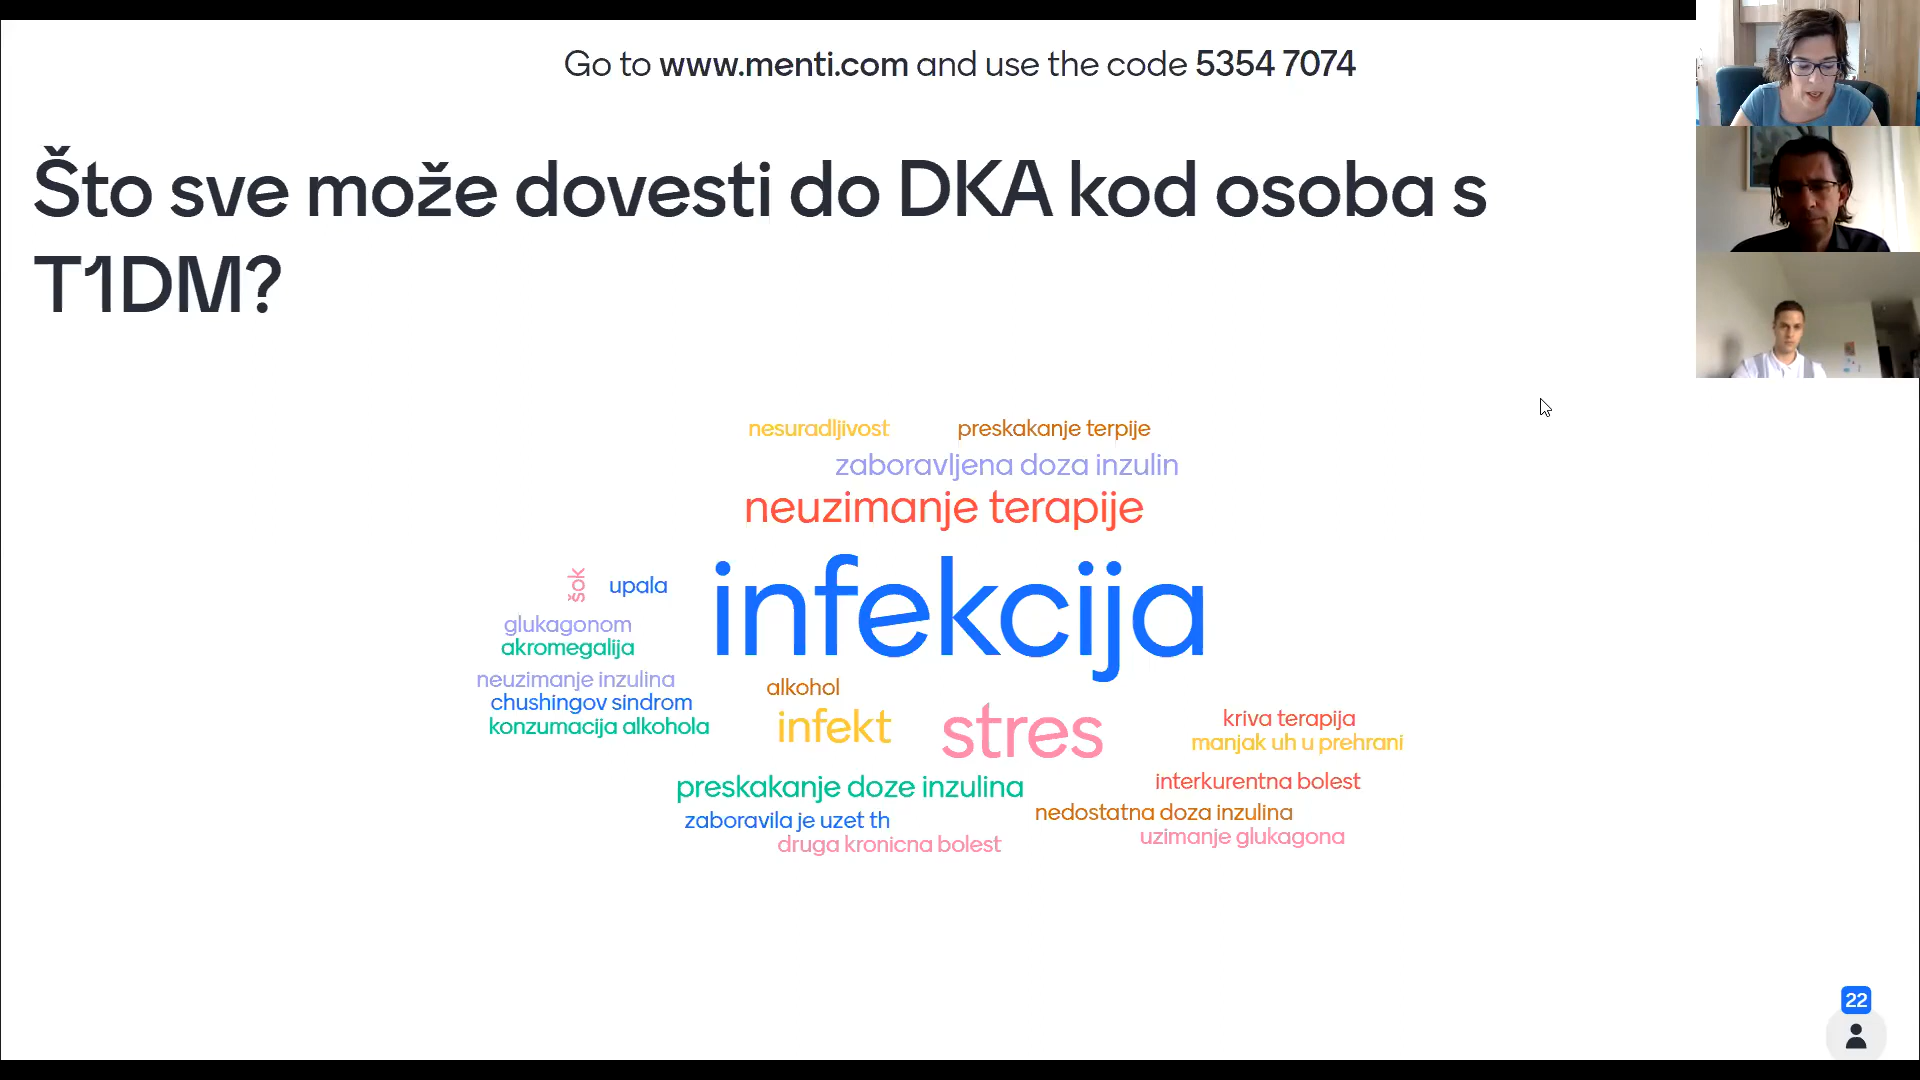 Go to www.menti.com and use the code 5354 7074
Što sve može dovesti do DKA kod osoba s
T1DM?
nesuradljivost
preskakanje terpije
zaboravljena doza inzulin
neuzimanje terapije
infekcija
šok
upala
glukagonom
akromegalija
neuzimanje inzulina
chushingov sindrom
konzumacija alkohola
alkohol
infekt
stres
kriva terapija
manjak uh u prehrani
preskakanje doze inzulina
interkurentna bolest
zaboravila je uzet th
nedostatna doza inzulina
druga kronicna bolest
uzimanje glukagona
22